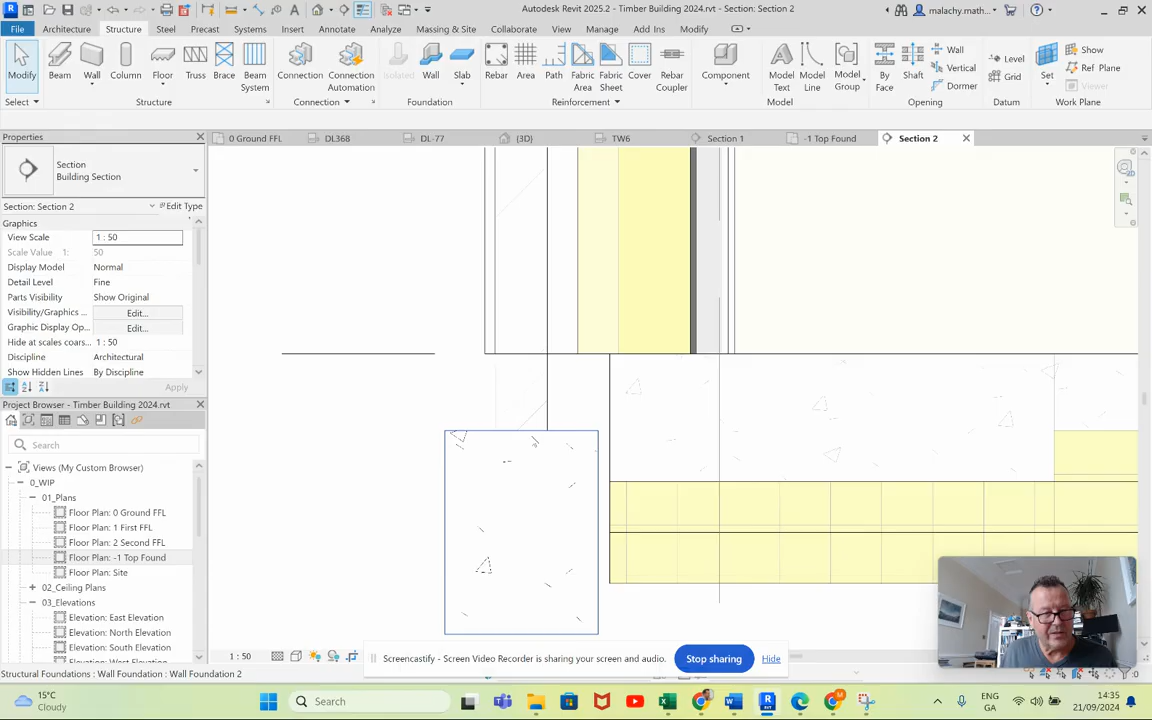 Autodesk Revit 2025.2 - Timber Building 2024.rvt - Section: Section 2
malachy.math...
File Architecture Structure Steel Precast Systems Insert Annotate Analyze Massing & Site Collaborate View Manage Add Ins Modify
Modify Beam Wall Column Floor Truss Brace Beam System Connection Connection Automation Isolated Wall Slab Rebar Area Path Fabric Area Fabric Sheet Cover Rebar Coupler Component Model Text Model Line Model Group By Face Shaft Wall Vertical Dormer Level Grid Set Show Ref Plane Viewer
Select Structure Connection Foundation Reinforcement Model Opening Datum Work Plane
Properties
0 Ground FFL DL368 DL-77 {3D} TW6 Section 1 -1 Top Found Section 2
Section
Building Section
Section: Section 2 Edit Type
Graphics
View Scale 1 : 50
Scale Value 1: 50
Display Model Normal
Detail Level Fine
Parts Visibility Show Original
Visibility/Graphics ... Edit...
Graphic Display Op... Edit...
Hide at scales coars... 1 : 50
Discipline Architectural
Show Hidden Lines By Discipline
Apply
Project Browser - Timber Building 2024.rvt
Search
Views (My Custom Browser)
0_WIP
01_Plans
Floor Plan: 0 Ground FFL
Floor Plan: 1 First FFL
Floor Plan: 2 Second FFL
Floor Plan: -1 Top Found
Floor Plan: Site
02_Ceiling Plans
03_Elevations
Elevation: East Elevation
Elevation: North Elevation
Elevation: South Elevation
Elevation: West Elevation
1 : 50
Screencastify - Screen Video Recorder is sharing your screen and audio. Stop sharing Hide
Structural Foundations : Wall Foundation : Wall Foundation 2
:0
15°C
Cloudy
Search
ENG
GA
14:35
21/09/2024